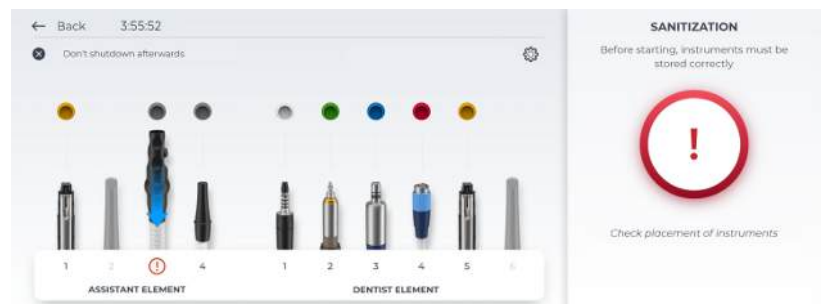 ← Back 3:55:52
Don't shutdown afterwards
1 2 ! 4 1 2 3 4 5 6
ASSISTANT ELEMENT DENTIST ELEMENT
SANITIZATION
Before starting, instruments must be
stored correctly
!
Check placement of instruments